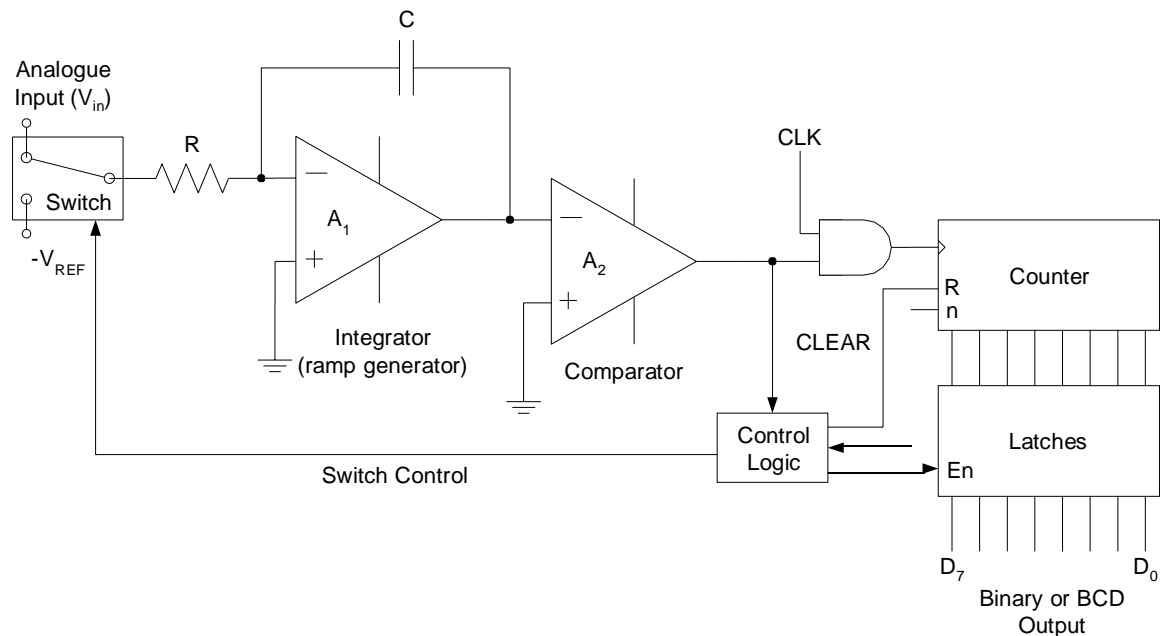 C
Analogue
Input (V_in)
R
Switch
-V_REF
−
+
A_1
Integrator
(ramp generator)
−
+
A_2
Comparator
CLK
R
n
Counter
CLEAR
Control
Logic
Switch Control
Latches
En
D_7
D_0
Binary or BCD
Output